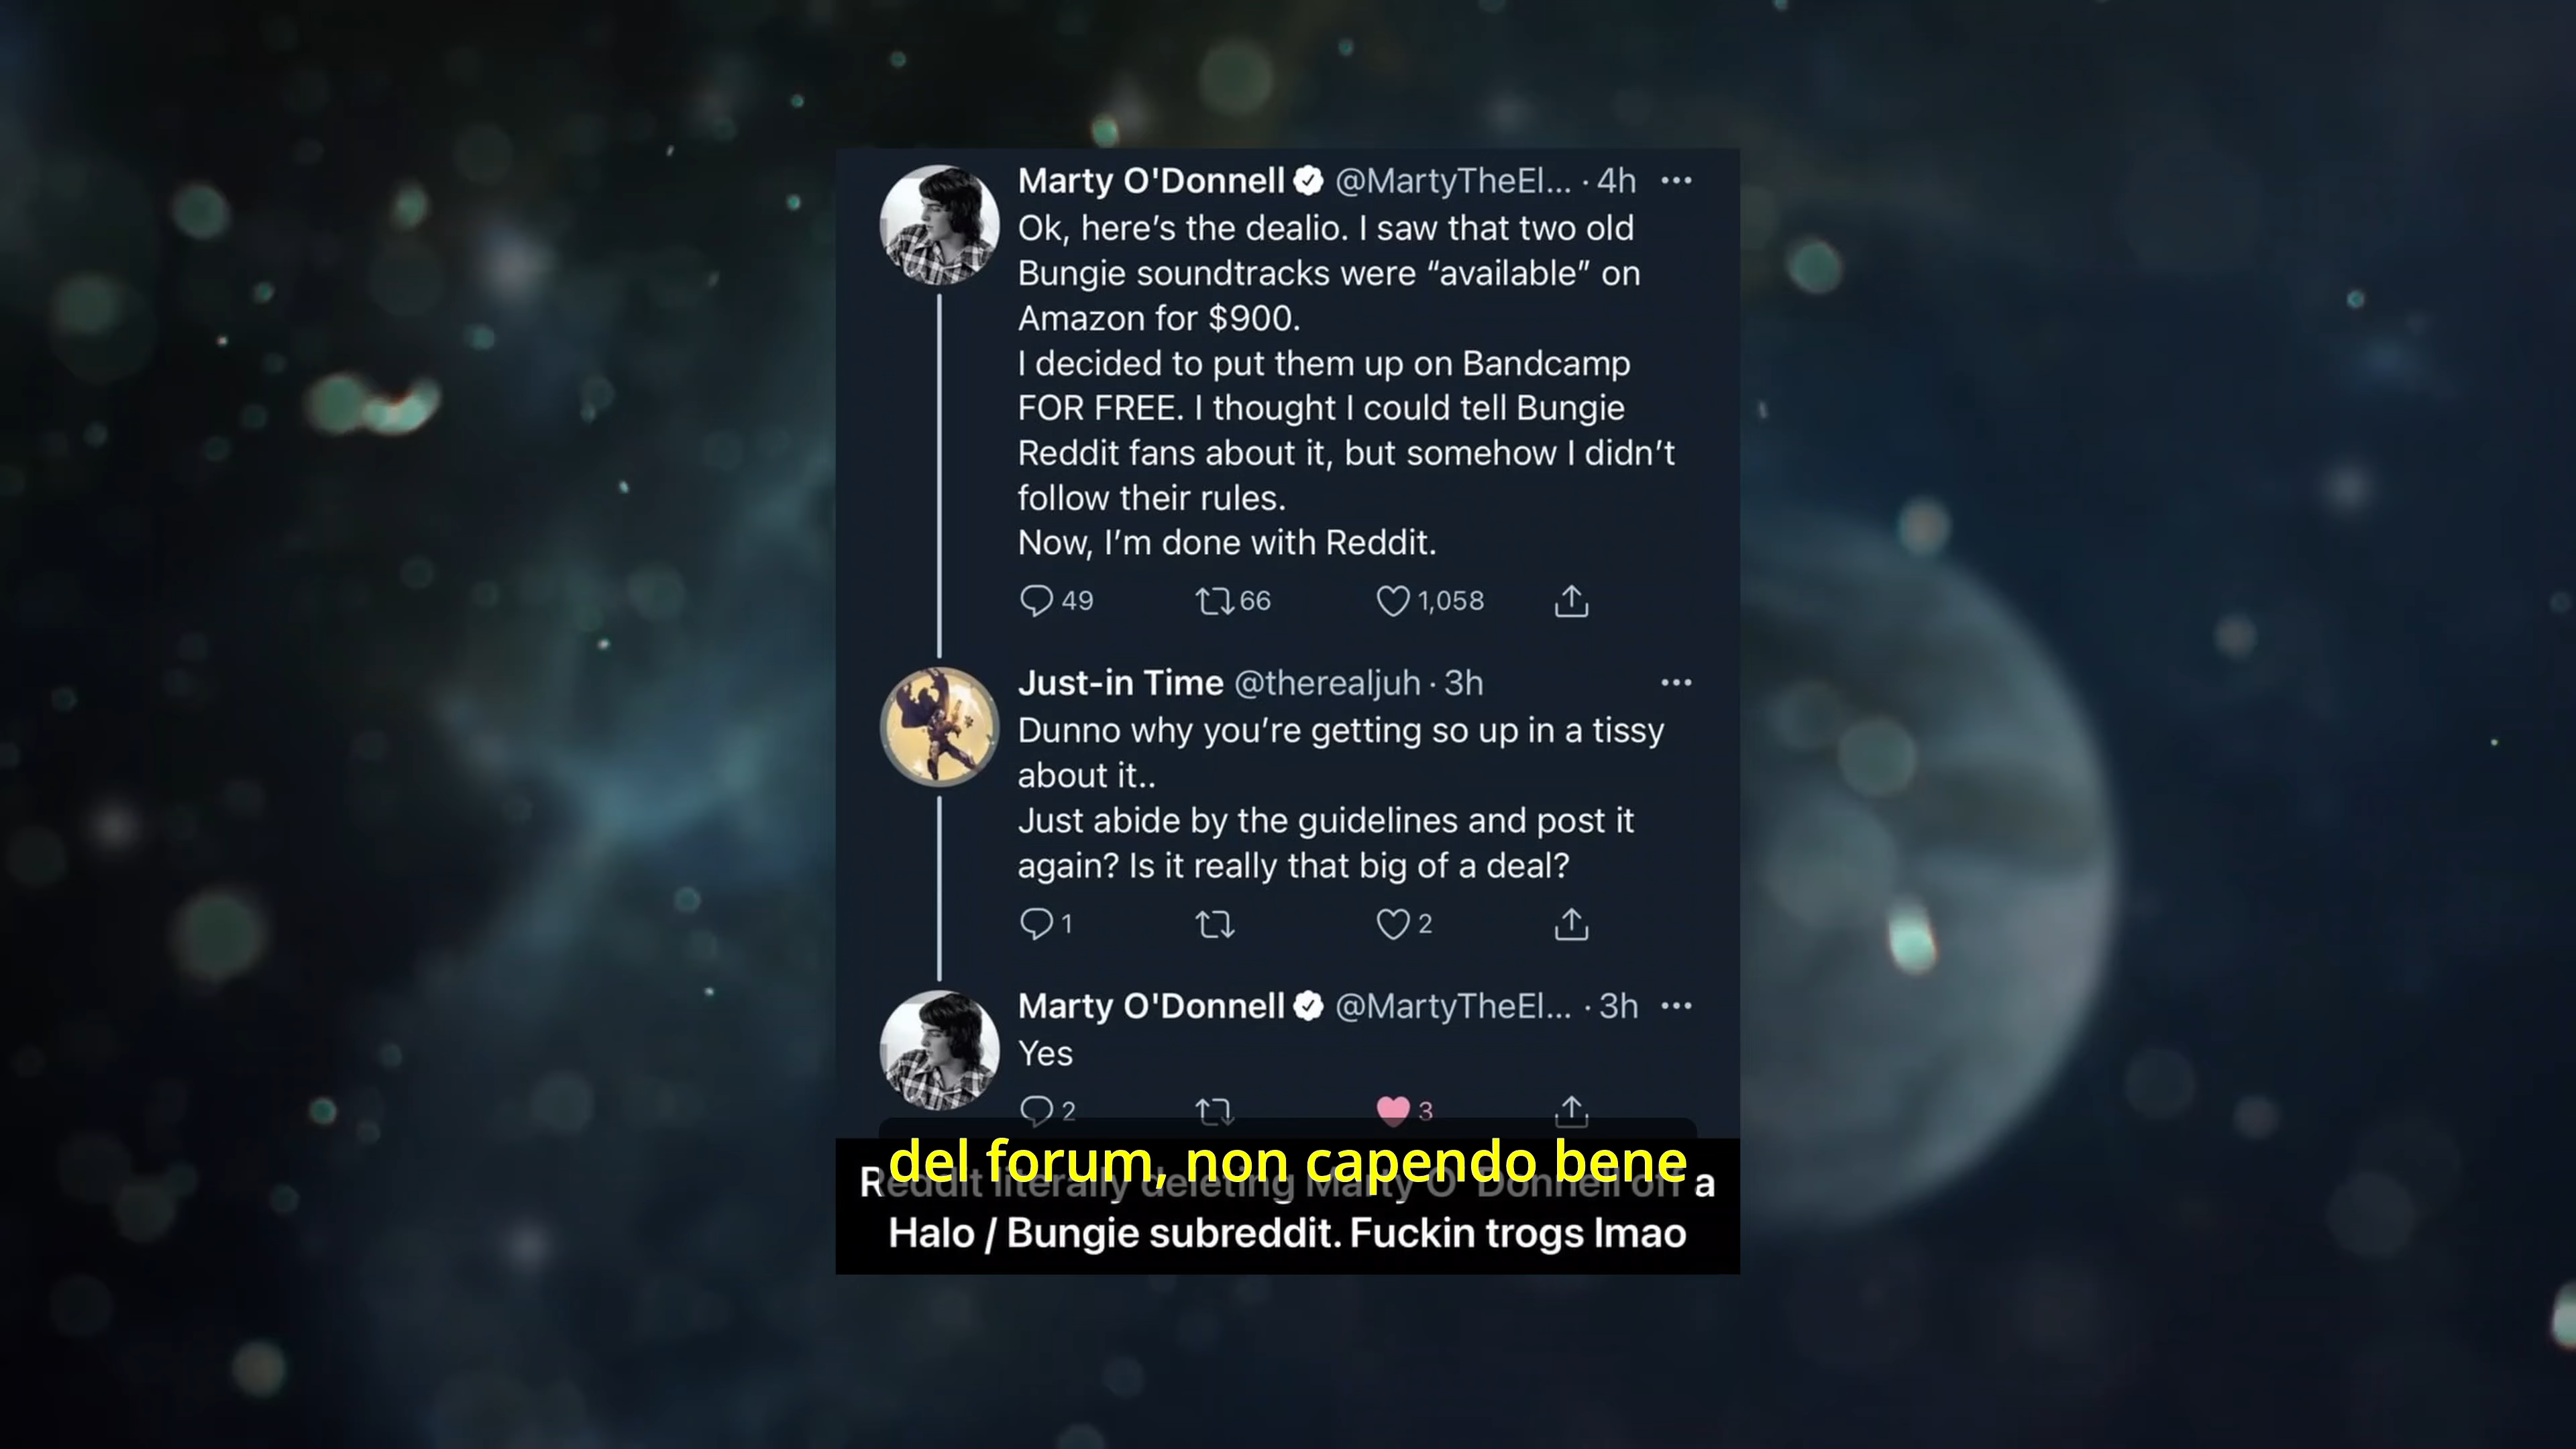 Marty O'Donnell @MartyTheEl... · 4h
Ok, here's the dealio. I saw that two old
Bungie soundtracks were “available” on
Amazon for $900.
I decided to put them up on Bandcamp
FOR FREE. I thought I could tell Bungie
Reddit fans about it, but somehow I didn't
follow their rules.
Now, I'm done with Reddit.
49 66 1,058
Just-in Time @therealjuh · 3h
Dunno why you're getting so up in a tissy
about it..
Just abide by the guidelines and post it
again? Is it really that big of a deal?
1 2
Marty O'Donnell @MartyTheEl... · 3h
Yes
2 3
del forum, non capendo bene
Reddit literally deleting Marty O' Donnell off a
Halo / Bungie subreddit. Fuckin trogs lmao